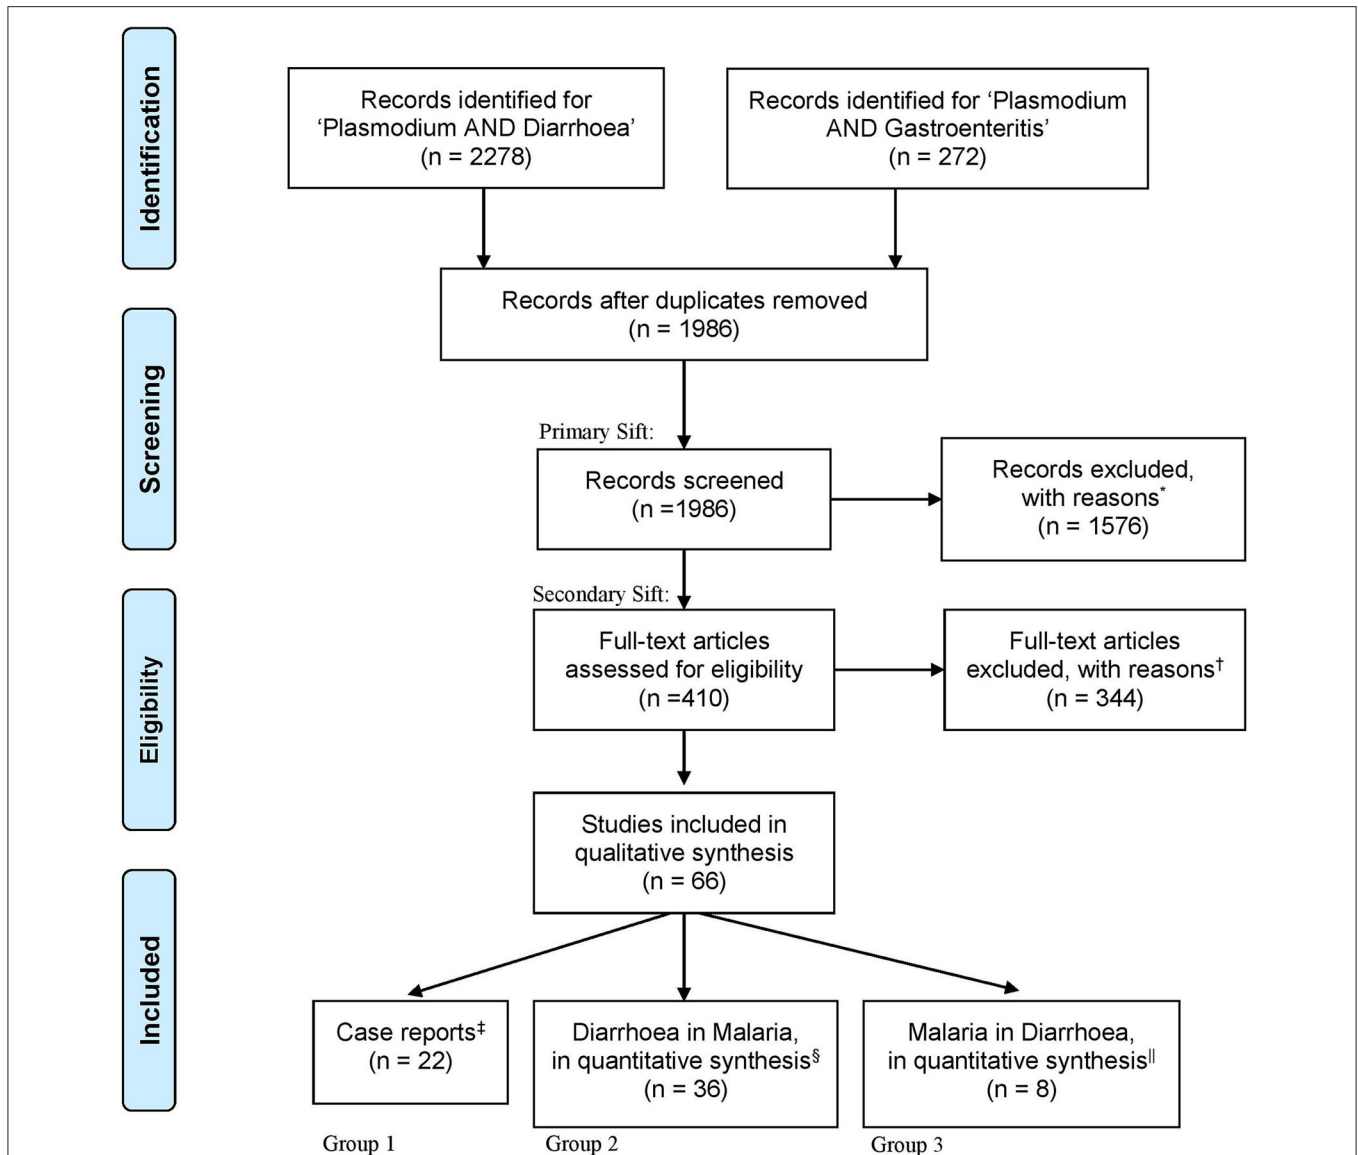 Identification
Records identified for
‘Plasmodium AND Diarrhoea’
(n = 2278)
Records identified for ‘Plasmodium
AND Gastroenteritis’
(n = 272)
Records after duplicates removed
(n = 1986)
Screening
Primary Sift:
Records screened
(n =1986)
Records excluded,
with reasons*
(n = 1576)
Eligibility
Secondary Sift:
Full-text articles
assessed for eligibility
(n =410)
Full-text articles
excluded, with reasons†
(n = 344)
Studies included in
qualitative synthesis
(n = 66)
Included
Case reports‡
(n = 22)
Group 1
Diarrhoea in Malaria,
in quantitative synthesis§
(n = 36)
Group 2
Malaria in Diarrhoea,
in quantitative synthesis||
(n = 8)
Group 3